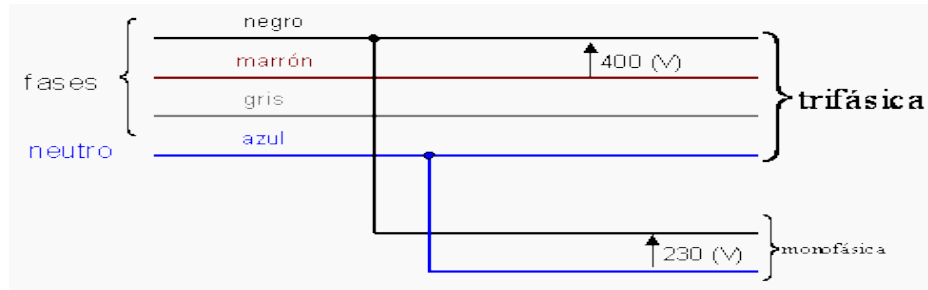 negro
marrón
400 (V)
fases
gris
trifásica
azul
neutro
230 (V)
monofásica